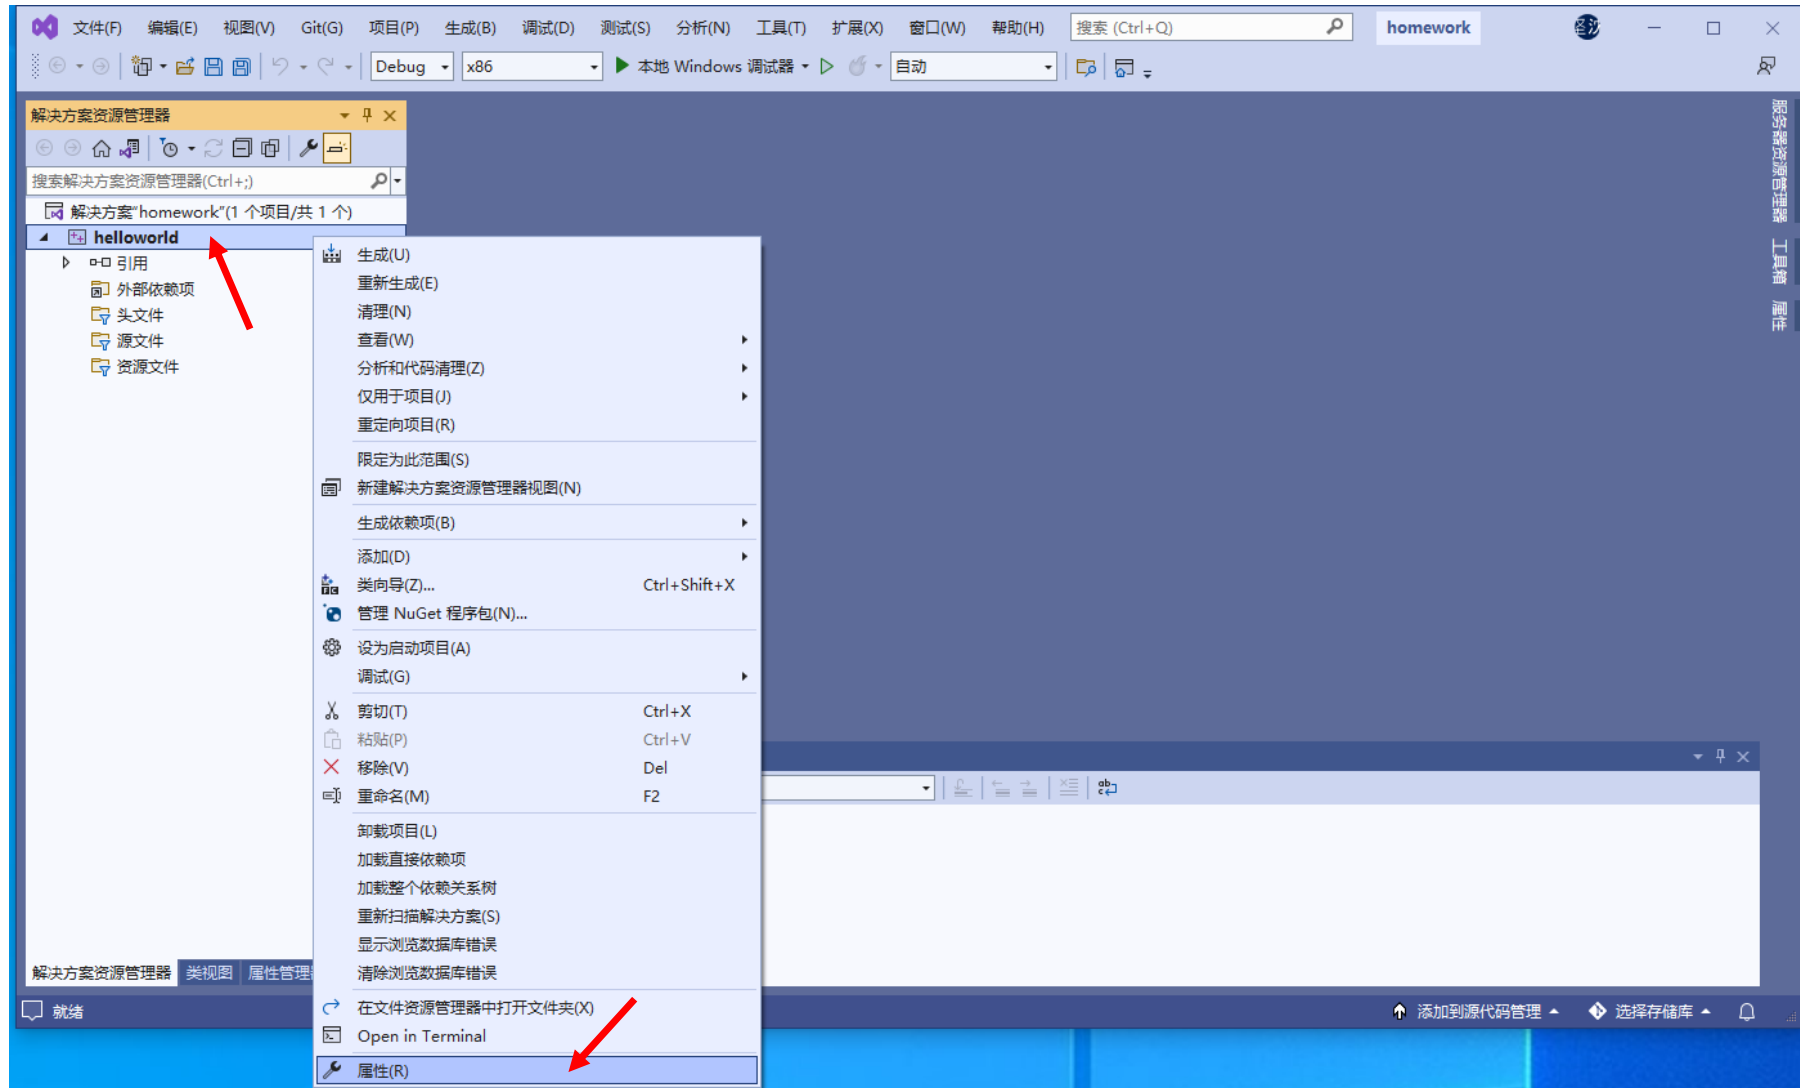 文件(F) 编辑(E) 视图(V) Git(G) 项目(P) 生成(B) 调试(D) 测试(S) 分析(N) 工具(T) 扩展(X) 窗口(W) 帮助(H) 搜索 (Ctrl+Q) homework
Debug x86 本地 Windows 调试器 自动
解决方案资源管理器
搜索解决方案资源管理器(Ctrl+;)
解决方案"homework"(1 个项目/共 1 个)
helloworld
引用
外部依赖项
头文件
源文件
资源文件
生成(U)
重新生成(E)
清理(N)
查看(W)
分析和代码清理(Z)
仅用于项目(J)
重定向项目(R)
限定为此范围(S)
新建解决方案资源管理器视图(N)
生成依赖项(B)
添加(D)
类向导(Z)... Ctrl+Shift+X
管理 NuGet 程序包(N)...
设为启动项目(A)
调试(G)
剪切(T) Ctrl+X
粘贴(P) Ctrl+V
移除(V) Del
重命名(M) F2
卸载项目(L)
加载直接依赖项
加载整个依赖关系树
重新扫描解决方案(S)
显示浏览数据库错误
清除浏览数据库错误
在文件资源管理器中打开文件夹(X)
Open in Terminal
属性(R)
服务器资源管理器
工具箱
属性
解决方案资源管理器 类视图 属性管理
就绪 添加到源代码管理 选择存储库